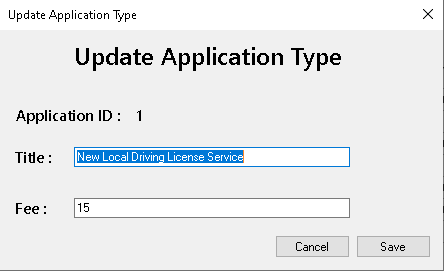 Update Application Type
Update Application Type
Application ID : 1
Title : New Local Driving License Service
Fee : 15
Cancel Save